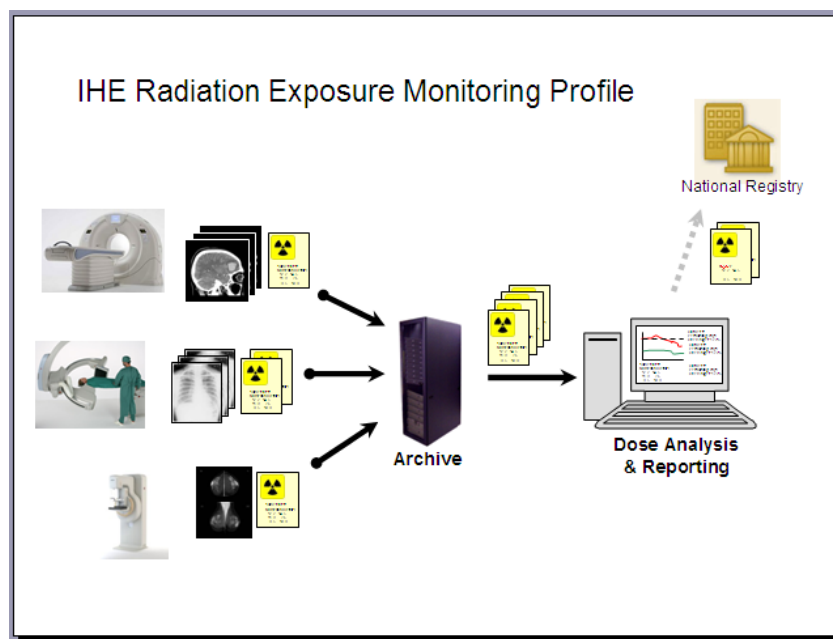 IHE Radiation Exposure Monitoring Profile
National Registry
Archive
Dose Analysis
& Reporting